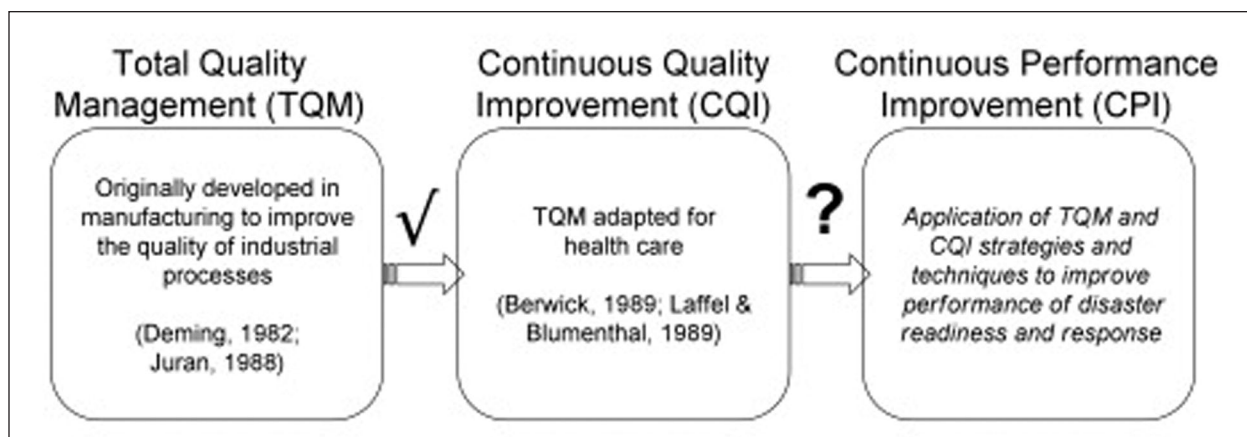 Total Quality
Management (TQM)
Originally developed in
manufacturing to improve
the quality of industrial
processes
(Deming, 1982;
Juran, 1988)
√
Continuous Quality
Improvement (CQI)
TQM adapted for
health care
(Berwick, 1989; Laffel &
Blumenthal, 1989)
?
Continuous Performance
Improvement (CPI)
Application of TQM and
CQI strategies and
techniques to improve
performance of disaster
readiness and response